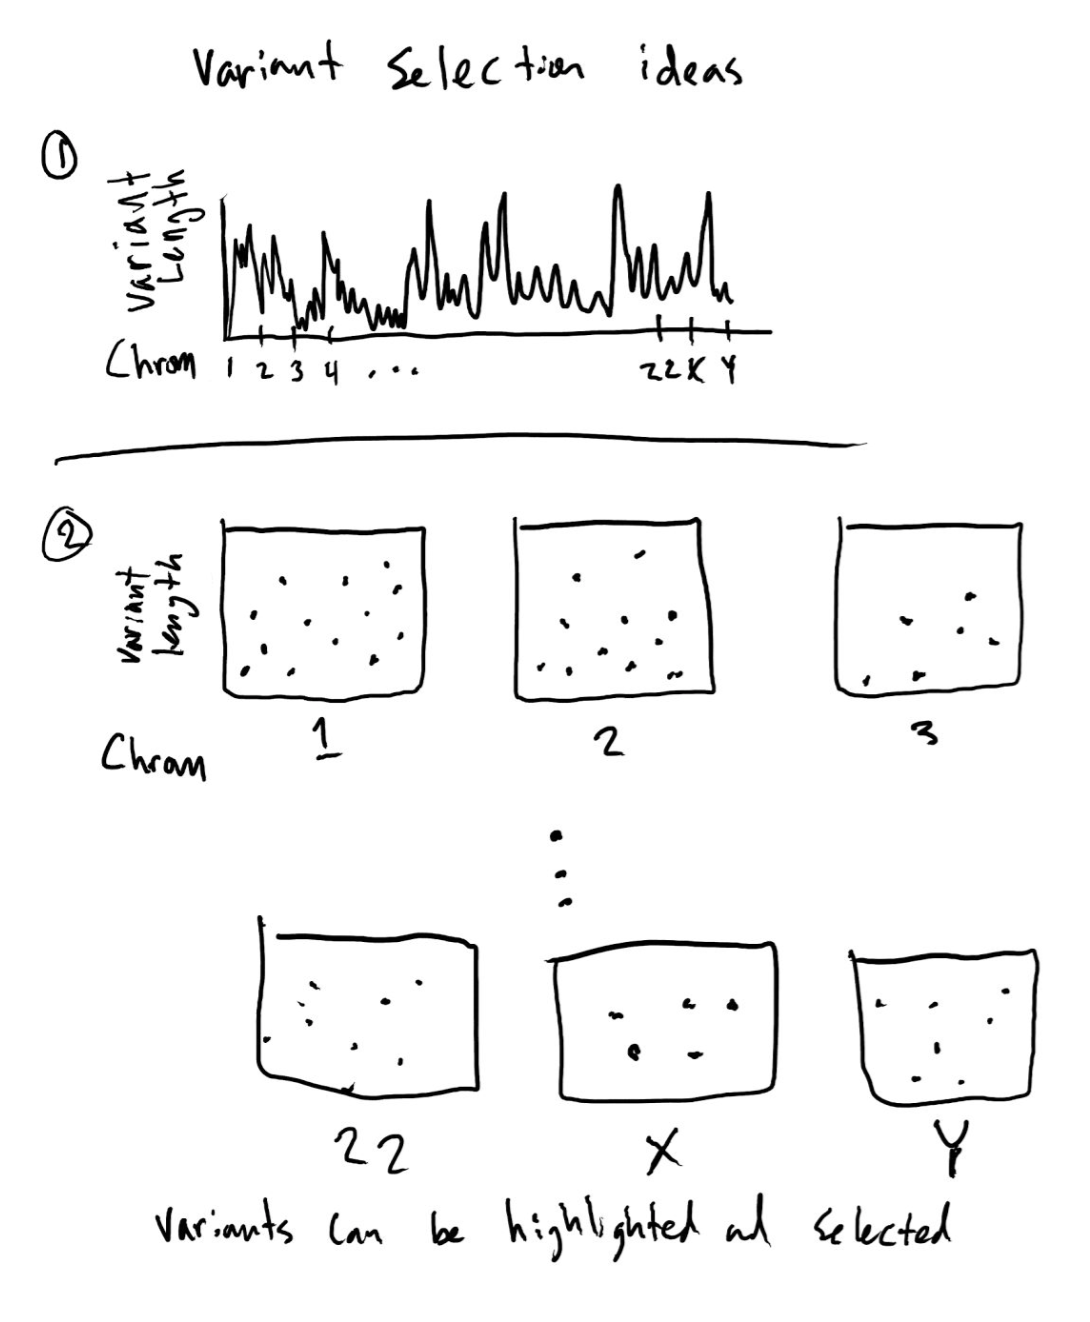 Variant Selection ideas
1
Variant
Length
Chrom 1 2 3 4 ... 22 X Y
2
Variant
length
Chrom 1 2 3
22 X Y
Variants can be highlighted ad selected